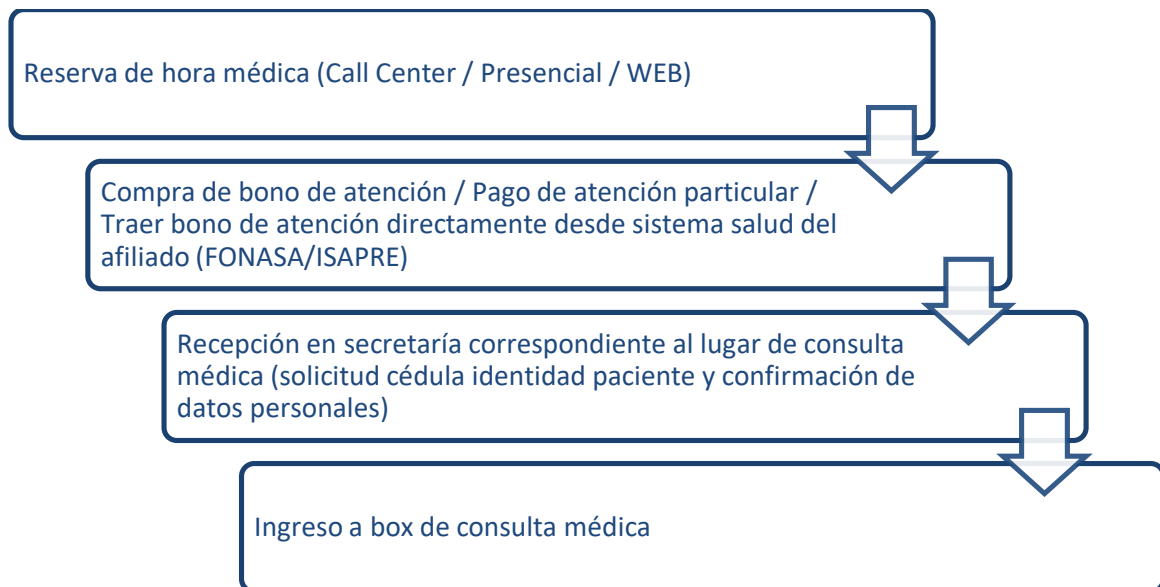 Reserva de hora médica (Call Center / Presencial / WEB)
Compra de bono de atención / Pago de atención particular /
Traer bono de atención directamente desde sistema salud del
afiliado (FONASA/ISAPRE)
Recepción en secretaría correspondiente al lugar de consulta
médica (solicitud cédula identidad paciente y confirmación de
datos personales)
Ingreso a box de consulta médica